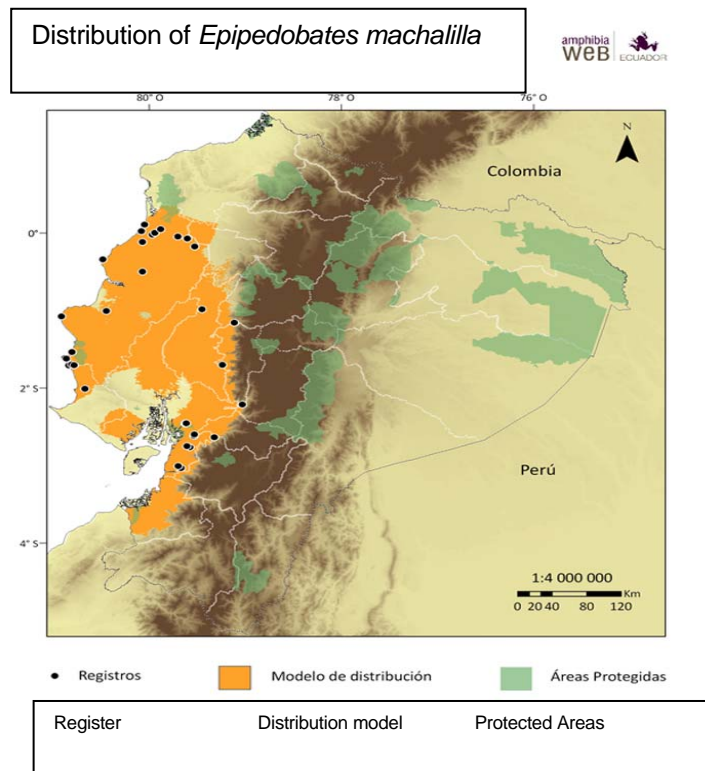 Distribution of Epipedobates machalilla
amphibia
WEB ECUADOR
80° O 78° O 76° O
N
Colombia
0°
2° S
Perú
4° S
1:4 000 000
Km
0 20 40 80 120
Registros Modelo de distribución Áreas Protegidas
Register Distribution model Protected Areas